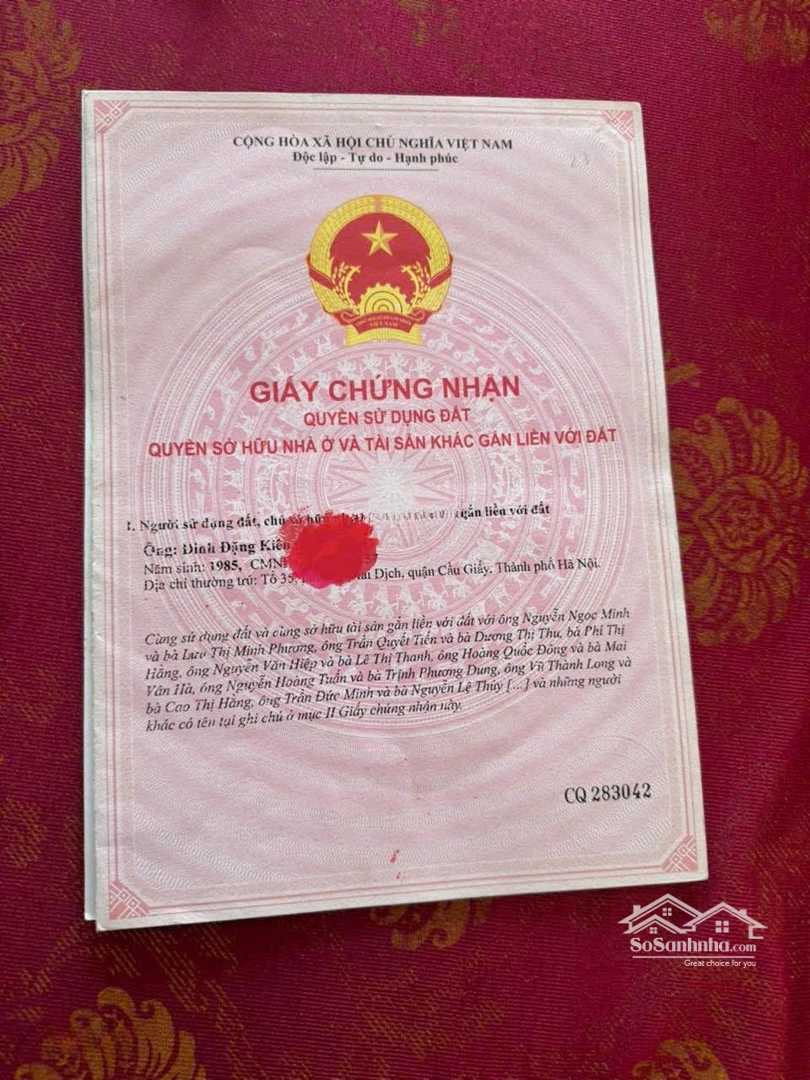 CỘNG HÒA XÃ HỘI CHỦ NGHĨA VIỆT NAM
Độc lập - Tự do - Hạnh phúc
VIỆT NAM
GIẤY CHỨNG NHẬN
QUYỀN SỬ DỤNG ĐẤT
QUYỀN SỞ HỮU NHÀ Ở VÀ TÀI SẢN KHÁC GẮN LIỀN VỚI ĐẤT
I. Người sử dụng đất, chủ gắn liền với đất
Ông: Đinh Đặng Kiên
Năm sinh: 1985, CMN
Địa chỉ thường trú: Tổ 35, Dịch, quận Cầu Giấy, Thành phố Hà Nội.
Cùng sử dụng đất và cùng sở hữu tài sản gắn liền với đất với ông Nguyễn Ngọc Minh
và bà Lưu Thị Minh Phương, ông Trần Quyết Tiến và bà Dương Thị Thu, bà Phí Thị
Hằng, ông Nguyễn Văn Hiệp và bà Lê Thị Thanh, ông Hoàng Quốc Đông và bà Mai
Vân Hà, ông Nguyễn Hoàng Tuấn và bà Trịnh Phương Dung, ông Vũ Thành Long và
bà Cao Thị Hằng, ông Trần Đức Minh và bà Nguyễn Lệ Thúy [...] và những người
khác có tên tại ghi chú ở mục II Giấy chứng nhận này.
CQ 283042
SoSanhnha.com
Great choice for you